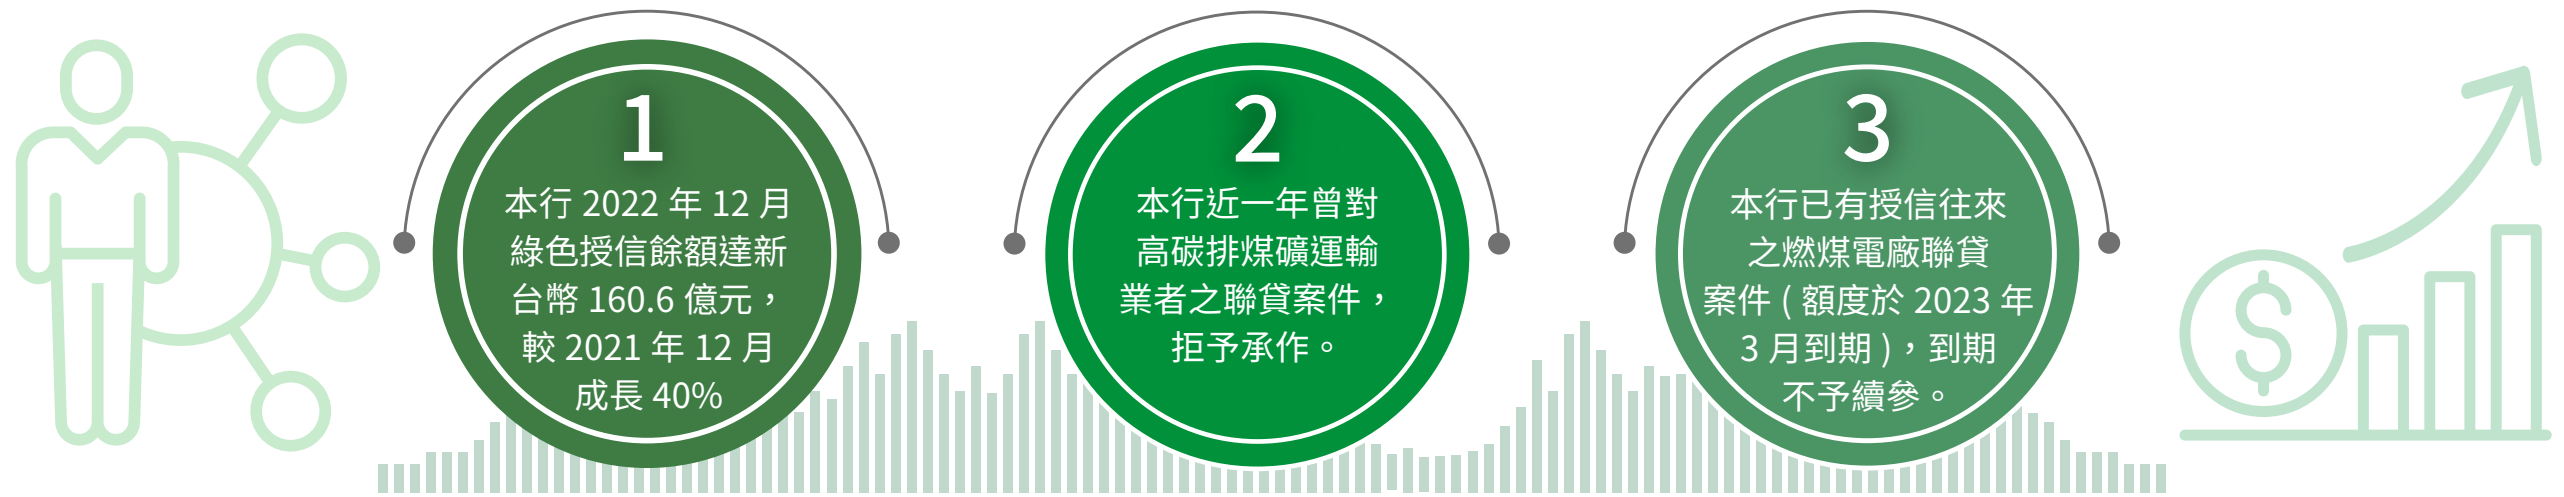 1
本行 2022 年 12 月
綠色授信餘額達新
台幣 160.6 億元，
較 2021 年 12 月
成長 40%
2
本行近一年曾對
高碳排煤礦運輸
業者之聯貸案件，
拒予承作。
3
本行已有授信往來
之燃煤電廠聯貸
案件 ( 額度於 2023 年
3 月到期 )，到期
不予續參。
$